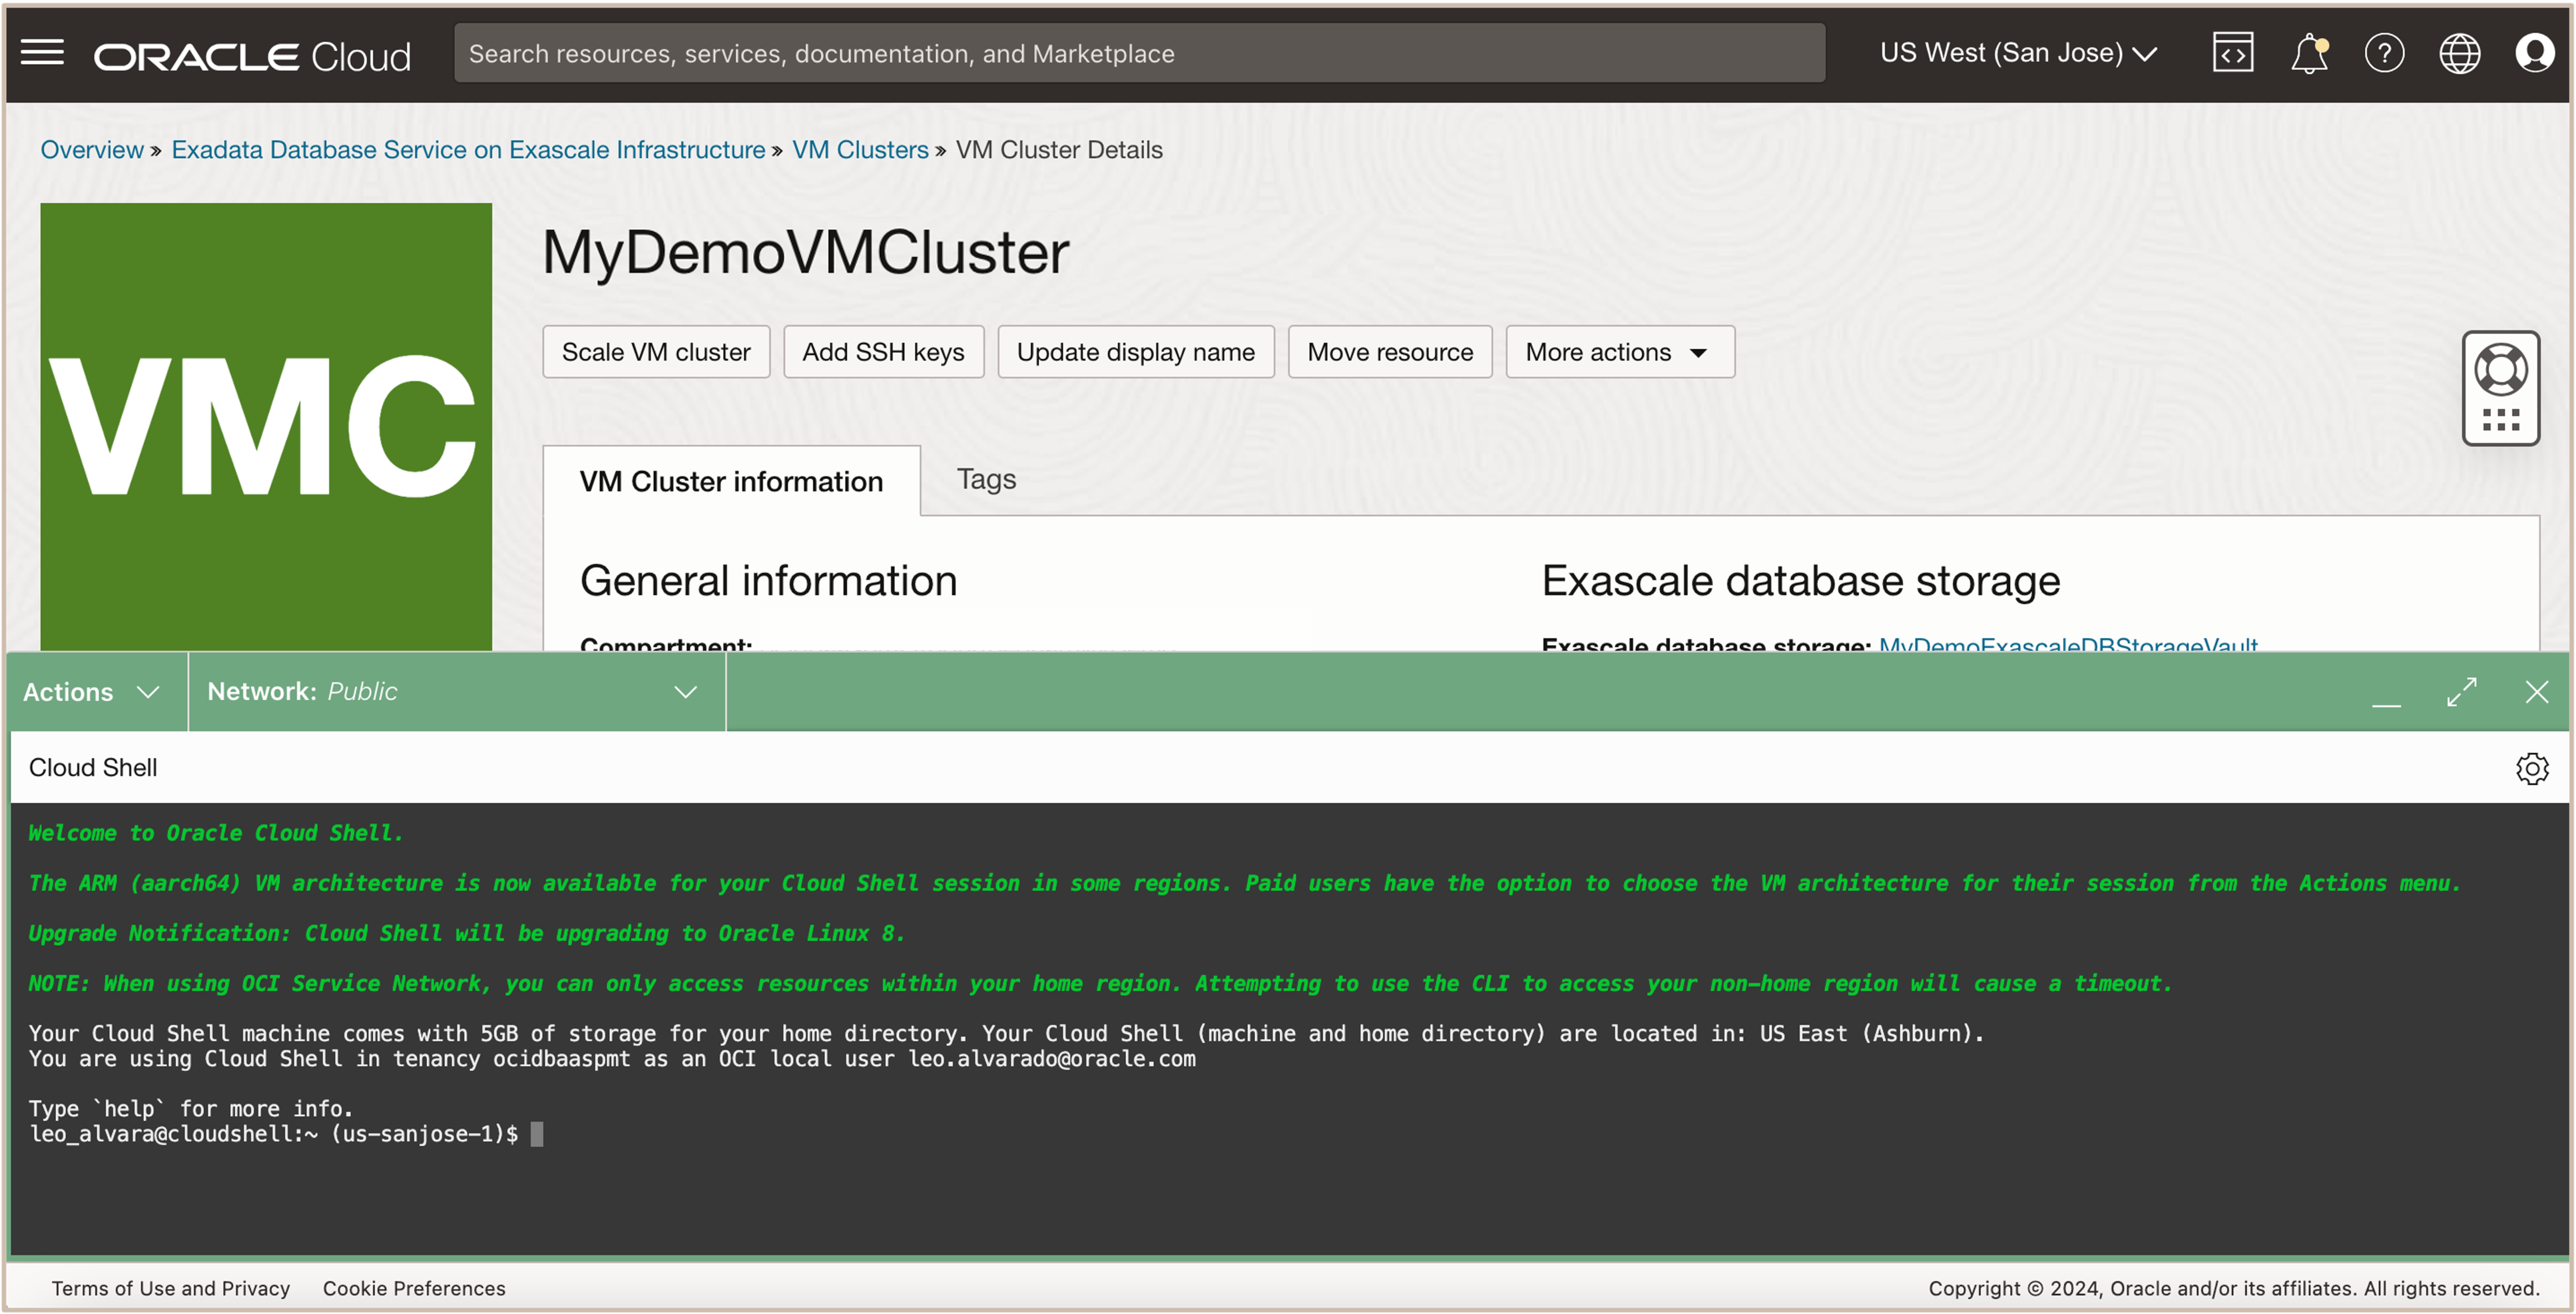 ORACLE Cloud
Search resources, services, documentation, and Marketplace
US West (San Jose)
Overview » Exadata Database Service on Exascale Infrastructure » VM Clusters » VM Cluster Details
VMC
MyDemoVMCluster
Scale VM cluster
Add SSH keys
Update display name
Move resource
More actions
VM Cluster information
Tags
General information
Compartment:
Exascale database storage
Exascale database storage: MyDemoExascaleDBStorageVault
Actions
Network: Public
Cloud Shell
Welcome to Oracle Cloud Shell.
The ARM (aarch64) VM architecture is now available for your Cloud Shell session in some regions. Paid users have the option to choose the VM architecture for their session from the Actions menu.
Upgrade Notification: Cloud Shell will be upgrading to Oracle Linux 8.
NOTE: When using OCI Service Network, you can only access resources within your home region. Attempting to use the CLI to access your non-home region will cause a timeout.
Your Cloud Shell machine comes with 5GB of storage for your home directory. Your Cloud Shell (machine and home directory) are located in: US East (Ashburn).
You are using Cloud Shell in tenancy ocidbaaspmt as an OCI local user leo.alvarado@oracle.com
Type `help` for more info.
leo_alvara@cloudshell:~ (us-sanjose-1)$
Terms of Use and Privacy
Cookie Preferences
Copyright © 2024, Oracle and/or its affiliates. All rights reserved.